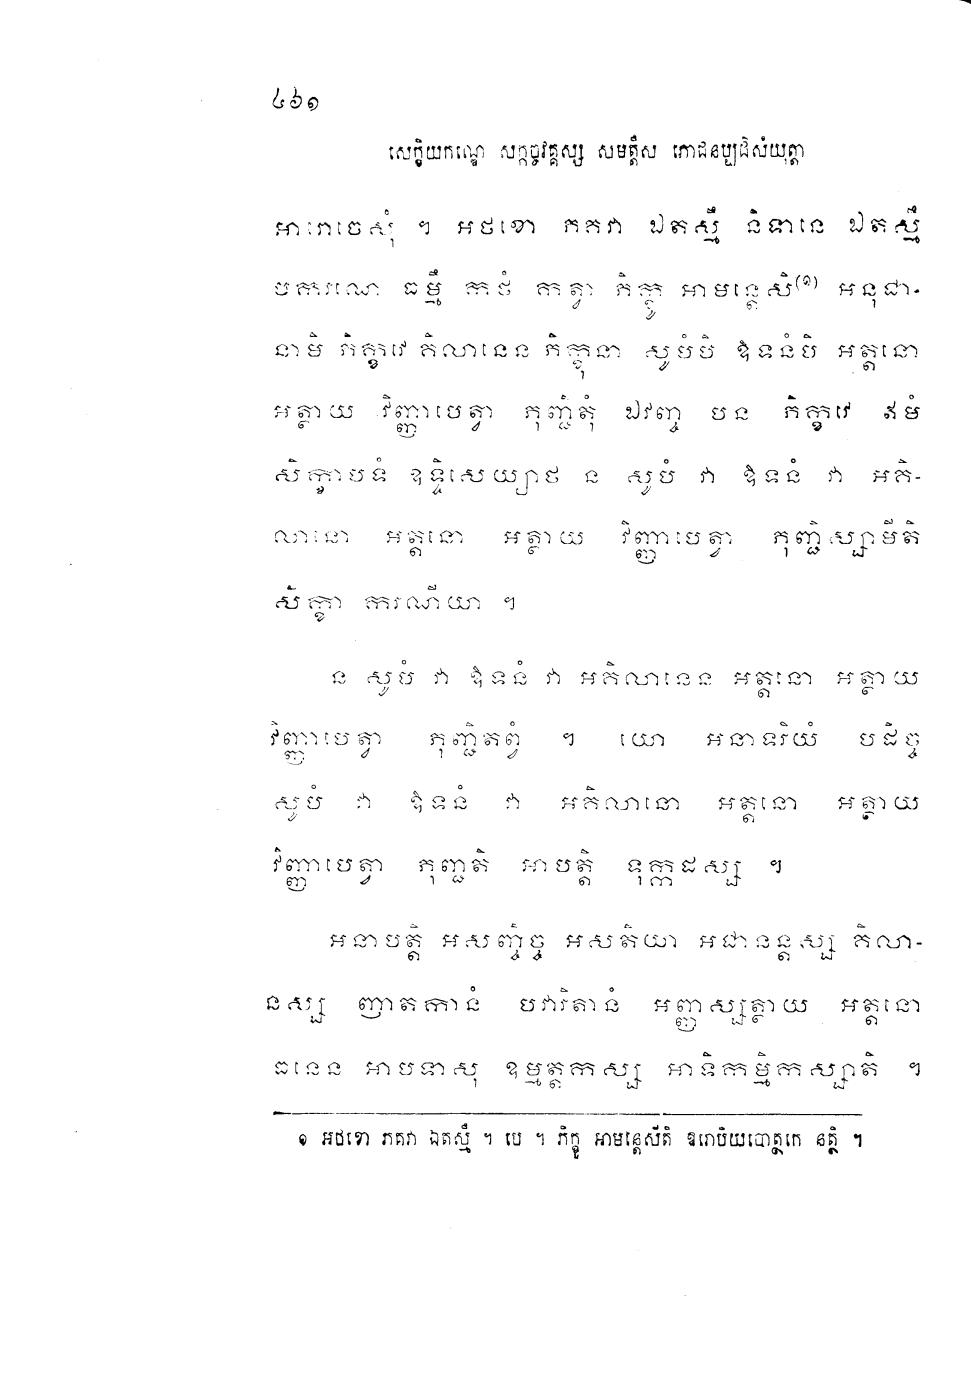 ៤៦១
សេក្ខិយកណ្ឌេ សក្កច្ចវគ្គស្ស សមត្តឹស ភោជនប្បដិសំយុត្តា
អារោចេសុំ ។ អថខោ ភគវា ឯតស្មឹ និទានេ ឯតស្មឹ
បករណេ ធម្មឹ កថំ កត្វា ភិក្ខូ អាមន្តេសិ(១) អនុជា-
នាមិ ភិក្ខវេ គិលានេន ភិក្ខុនា សូបំបិ ឱទនំបិ អត្តនោ
អត្ថាយ វិញ្ញាបេត្វា ភុញ្ជិតុំ ឯវញ្ច បន ភិក្ខវេ ឥមំ
សិក្ខាបទំ ឧទ្ទិសេយ្យាថ ន សូបំ វា ឱទនំ វា អគិ-
លានោ អត្តនោ អត្ថាយ វិញ្ញាបេត្វា ភុញ្ជិស្សាមីតិ
សិក្ខា ករណីយា ។
ន សូបំ វា ឱទនំ វា អគិលានេន អត្តនោ អត្ថាយ
វិញ្ញាបេត្វា ភុញ្ជិតព្វំ ។ យោ អនាទរិយំ បដិច្ច
សូបំ វា ឱទនំ វា អគិលានោ អត្តនោ អត្ថាយ
វិញ្ញាបេត្វា ភុញ្ជតិ អាបត្តិ ទុក្កដស្ស ។
អនាបត្តិ អសញ្ចិច្ច អសតិយា អជានន្តស្ស គិលា-
នស្ស ញាតកានំ បវារិតានំ អញ្ញស្សត្ថាយ អត្តនោ
ធនេន អាបទាសុ ឧម្មត្តកស្ស អាទិកម្មិកស្សាតិ ។
១ អថខោ ភគវា ឯតស្មឹ ។ បេ ។ ភិក្ខូ អាមន្តេសីតិ ឧរោបិយបោត្ថកេ នត្ថិ ។